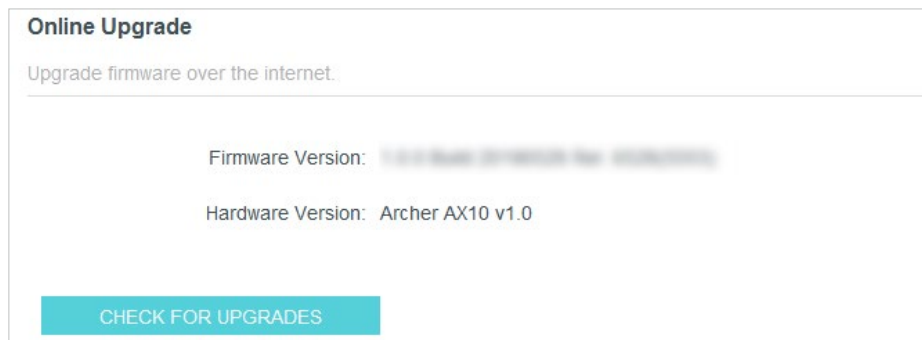 Online Upgrade
Upgrade firmware over the internet.
Firmware Version:
Hardware Version: Archer AX10 v1.0
CHECK FOR UPGRADES